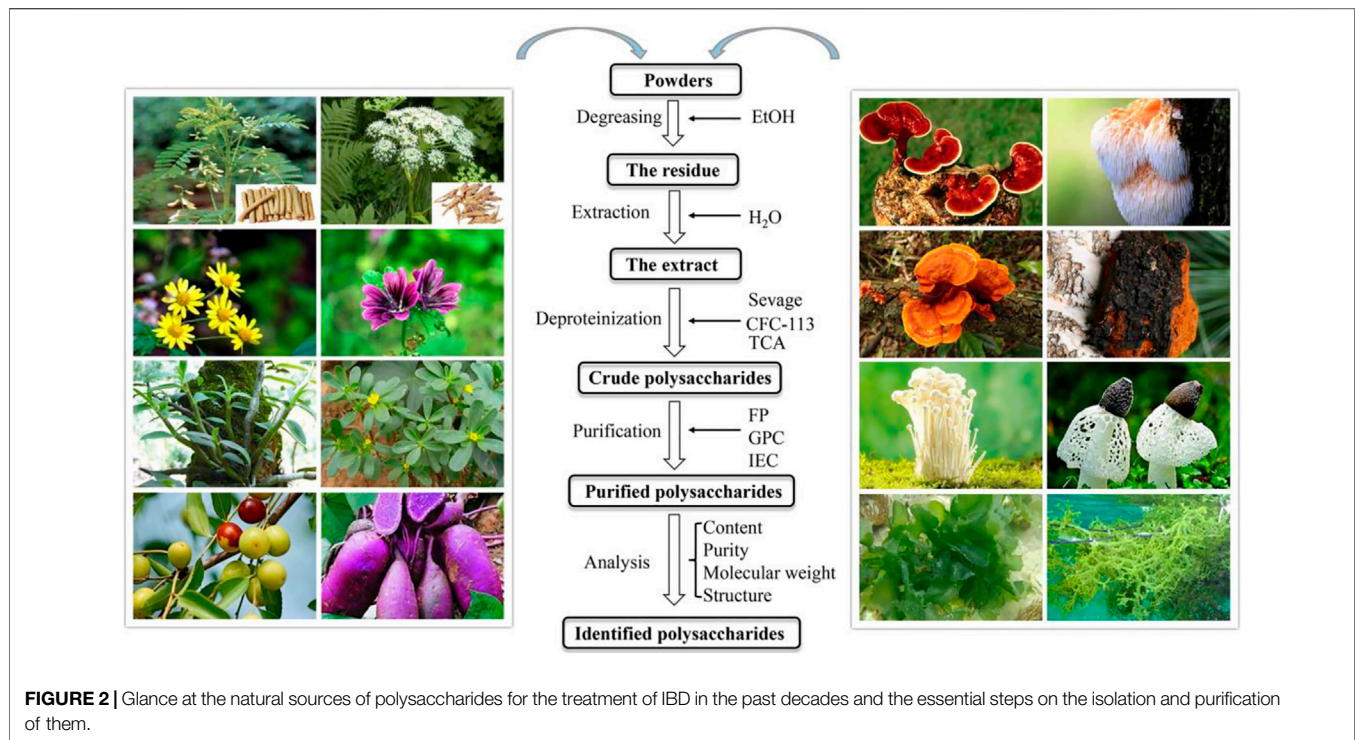 Powders
Degreasing
EtOH
The residue
Extraction
H₂O
The extract
Deproteinization
Sevage
CFC-113
TCA
Crude polysaccharides
Purification
FP
GPC
IEC
Purified polysaccharides
Analysis
Content
Purity
Molecular weight
Structure
Identified polysaccharides
FIGURE 2 | Glance at the natural sources of polysaccharides for the treatment of IBD in the past decades and the essential steps on the isolation and purification
of them.